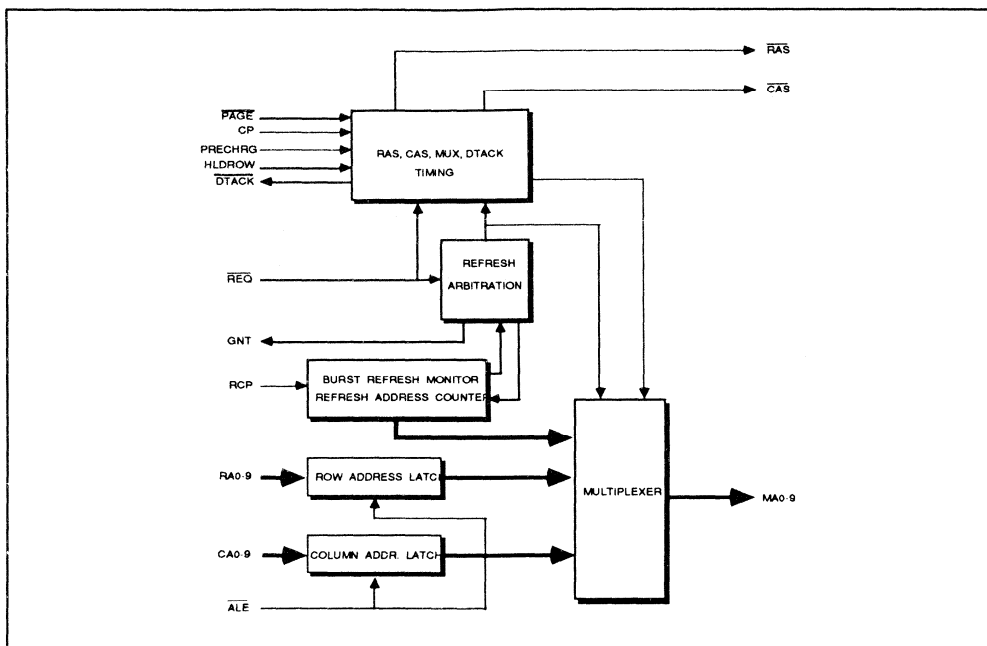 RAS
CAS
PAGE
CP
PRECHRG
HLDROW
DTACK
RAS, CAS, MUX, DTACK
TIMING
REFRESH
ARBITRATION
REQ
GNT
RCP
BURST REFRESH MONITOR
REFRESH ADDRESS COUNTER
RA0-9
ROW ADDRESS LATCH
MULTIPLEXER
MA0-9
CA0-9
COLUMN ADDR. LATCH
ALE